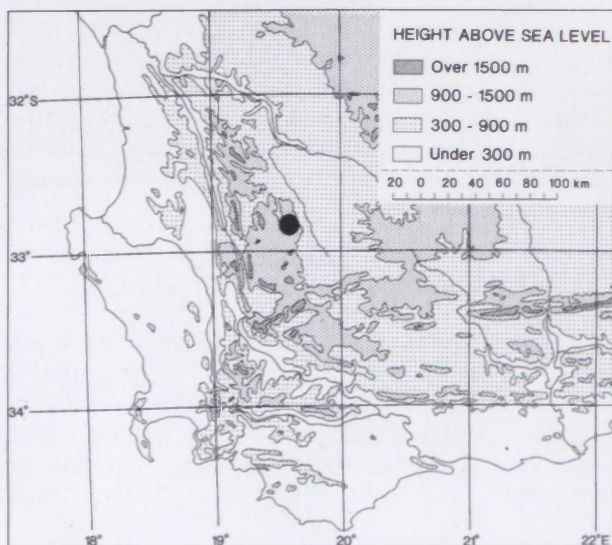 HEIGHT ABOVE SEA LEVEL
Over 1500 m
900 - 1500 m
300 - 900 m
Under 300 m
20 0 20 40 60 80 100 km
32°S
33°
34°
18° 19° 20° 21° 22°E